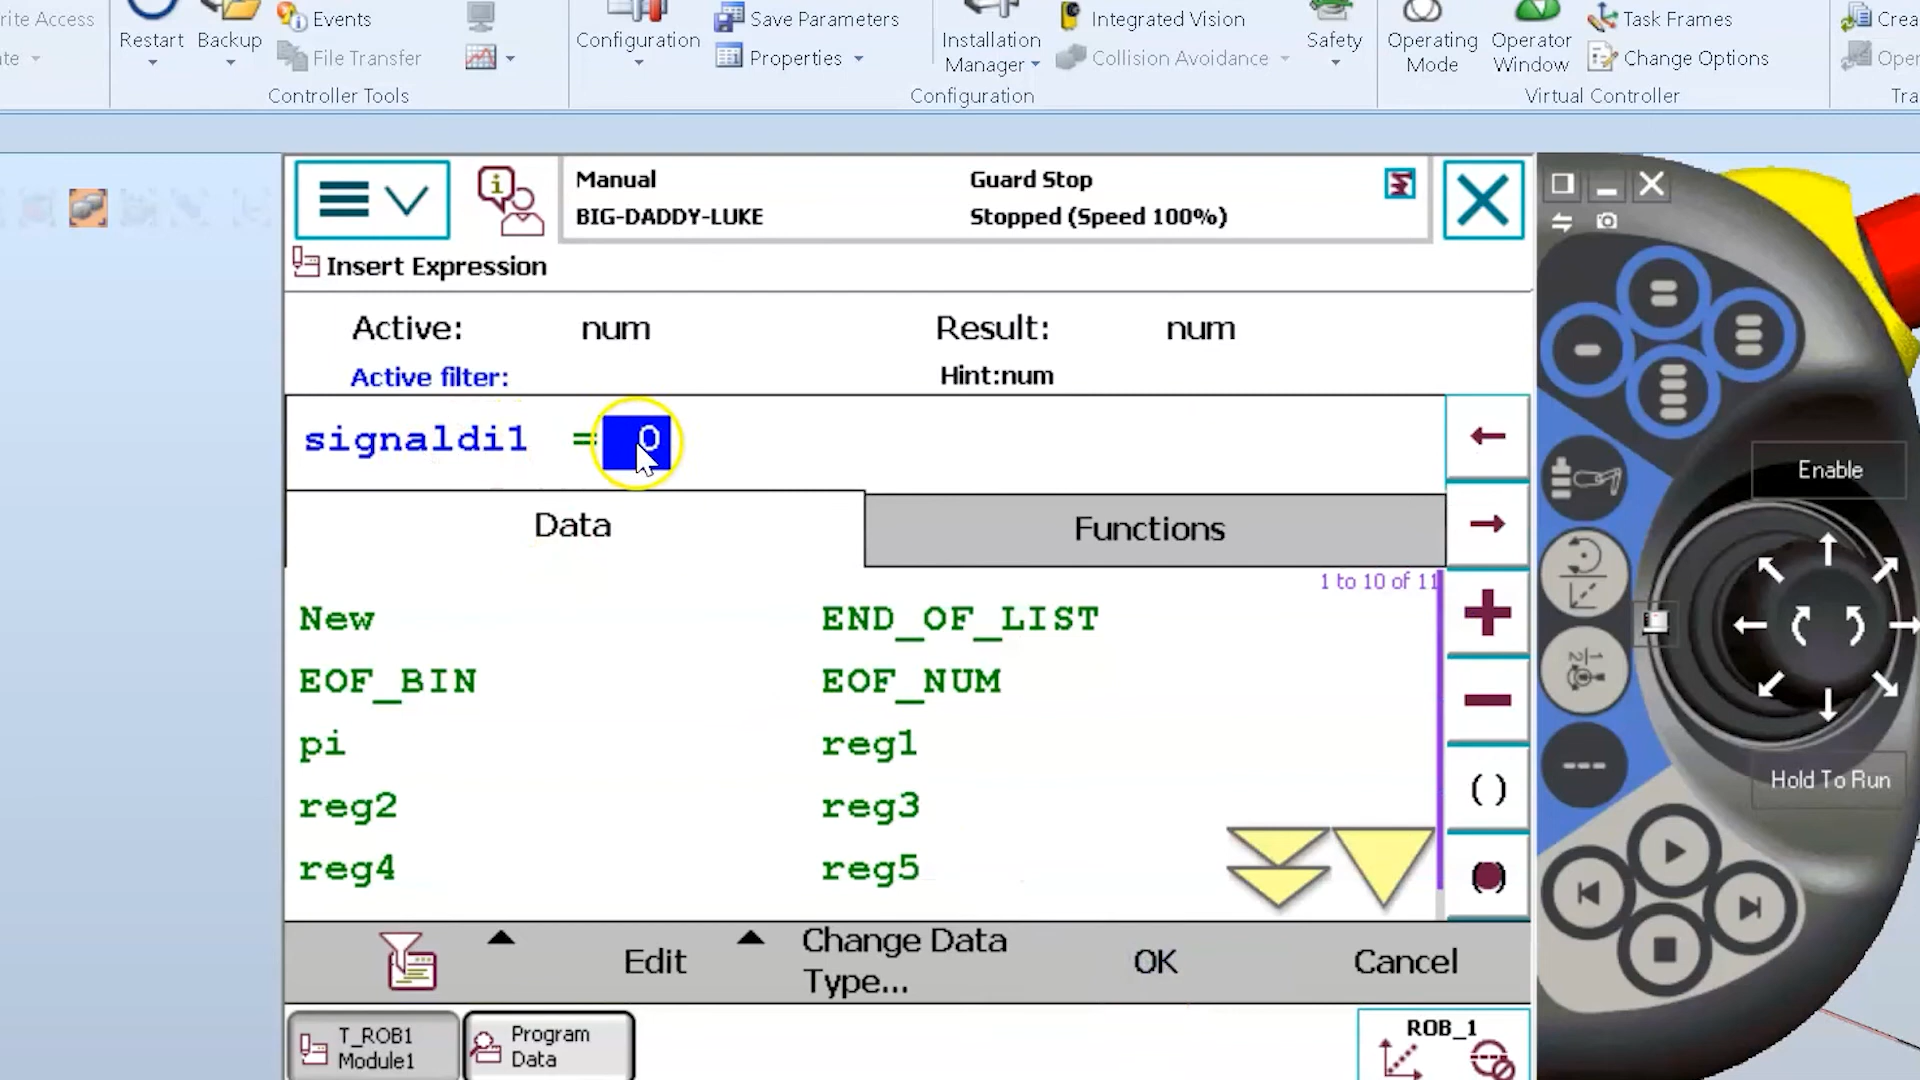 rite Access
Restart
Backup
Events
File Transfer
Controller Tools
Configuration
Save Parameters
Properties
Installation
Manager
Integrated Vision
Collision Avoidance
Safety
Configuration
Operating
Mode
Operator
Window
Task Frames
Change Options
Virtual Controller
Manual
BIG-DADDY-LUKE
Guard Stop
Stopped (Speed 100%)
Insert Expression
Active: num Result: num
Active filter: Hint:num
signaldi1 = 0
Data
Functions
1 to 10 of 11
New END_OF_LIST
EOF_BIN EOF_NUM
pi reg1
reg2 reg3
reg4 reg5
( )
Edit
Change Data
Type...
OK
Cancel
T_ROB1
Module1
Program
Data
ROB_1
Enable
Hold To Run